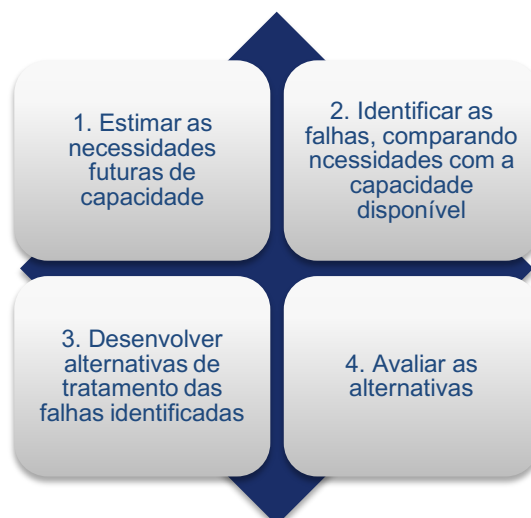 1. Estimar as
necessidades
futuras de
capacidade
2. Identificar as
falhas, comparando
ncessidades com a
capacidade
disponível
3. Desenvolver
alternativas de
tratamento das
falhas identificadas
4. Avaliar as
alternativas